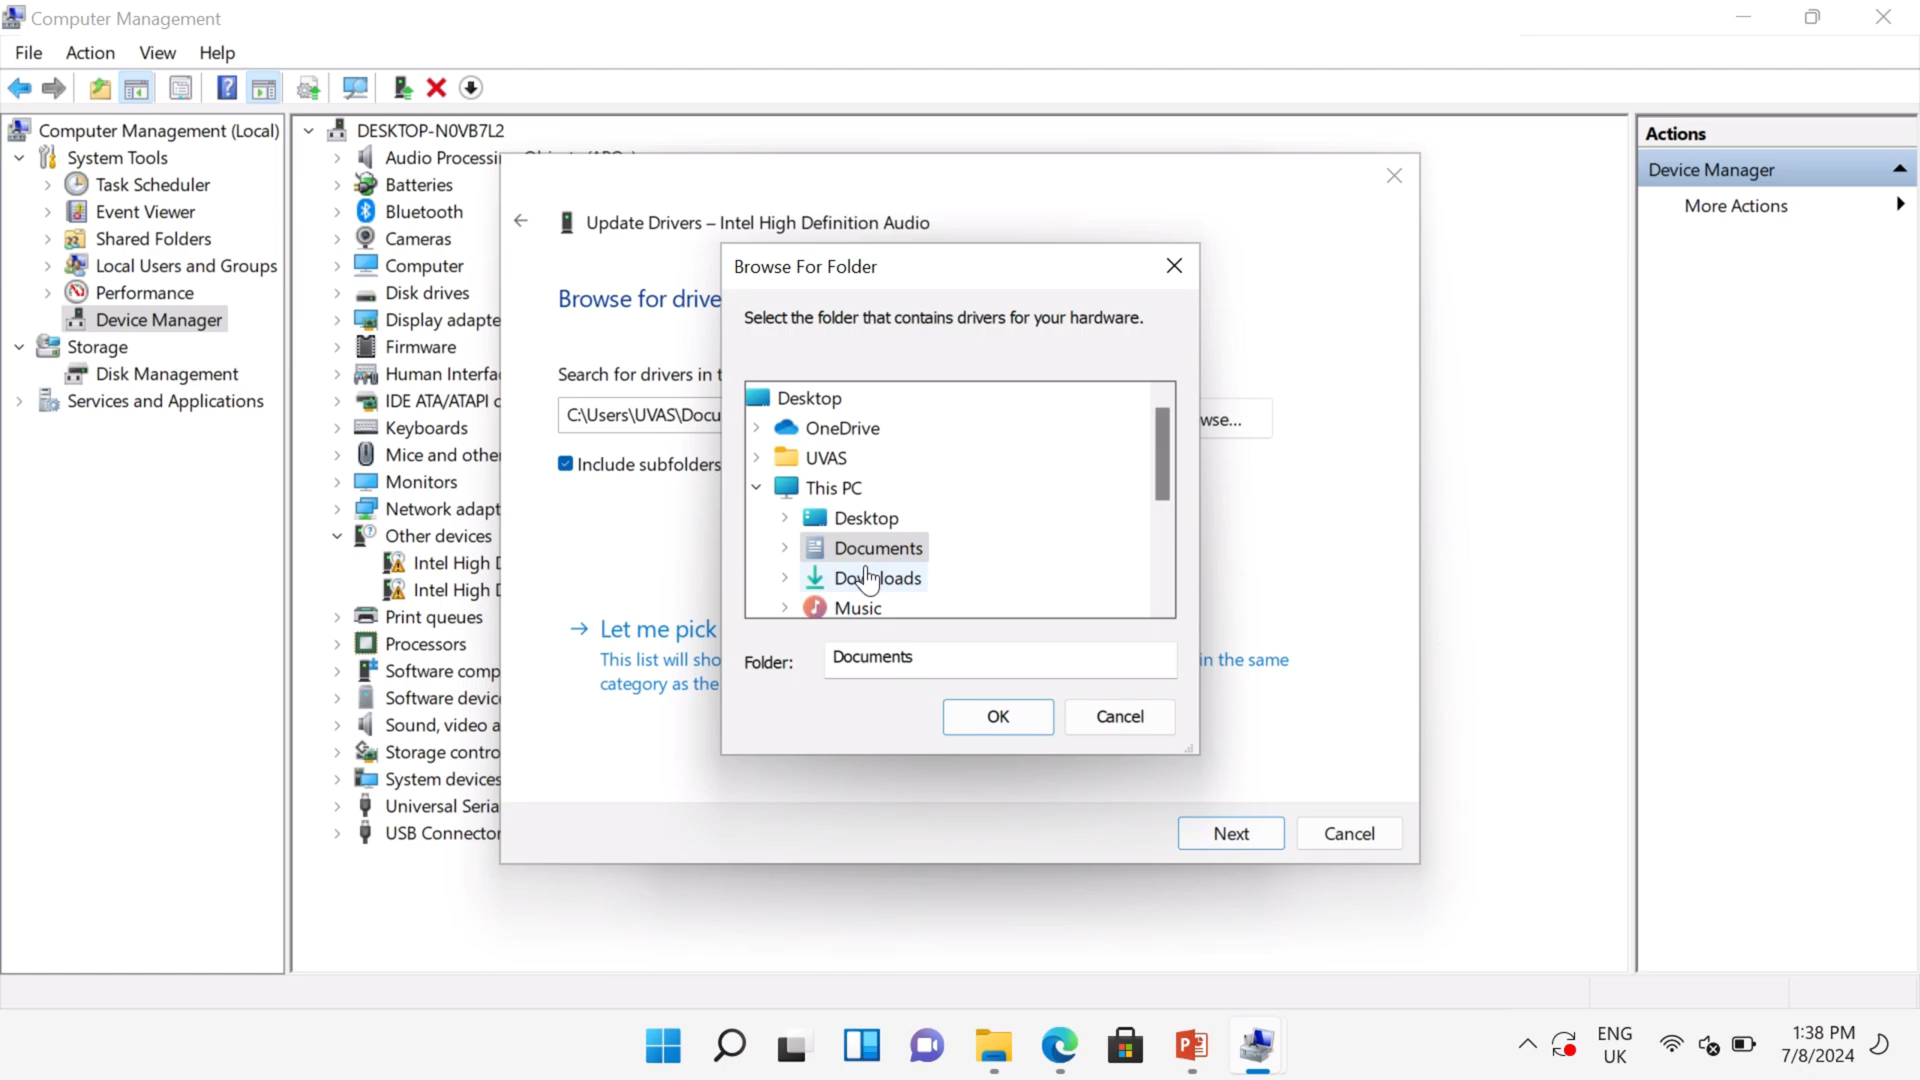 Computer Management
File Action View Help
Computer Management (Local)
System Tools
Task Scheduler
Event Viewer
Shared Folders
Local Users and Groups
Performance
Device Manager
Storage
Disk Management
Services and Applications
DESKTOP-N0VB7L2
Audio Processi
Batteries
Bluetooth
Cameras
Computer
Disk drives
Display adapte
Firmware
Human Interfa
IDE ATA/ATAPI c
Keyboards
Mice and othe
Monitors
Network adapt
Other devices
Intel High D
Intel High D
Print queues
Processors
Software comp
Software devic
Sound, video a
Storage contro
System devices
Universal Seria
USB Connector
Update Drivers – Intel High Definition Audio
Browse for drive
Search for drivers in t
C:\Users\UVAS\Docu
wse...
Include subfolders
Let me pick
This list will sho
in the same
category as the
Next Cancel
Browse For Folder
Select the folder that contains drivers for your hardware.
Desktop
OneDrive
UVAS
This PC
Desktop
Documents
Downloads
Music
Folder: Documents
OK Cancel
Actions
Device Manager
More Actions
ENG
UK
1:38 PM
7/8/2024